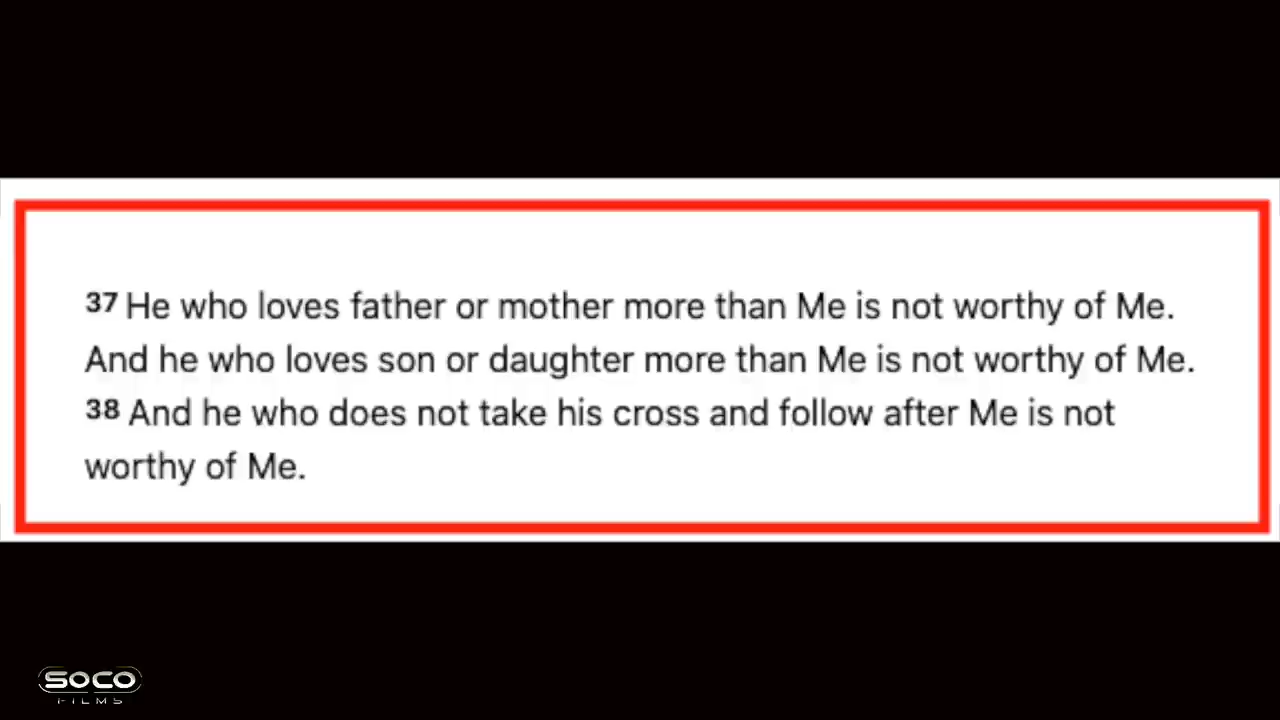 37 He who loves father or mother more than Me is not worthy of Me.
And he who loves son or daughter more than Me is not worthy of Me.
38 And he who does not take his cross and follow after Me is not
worthy of Me.
SOCO
FILMS